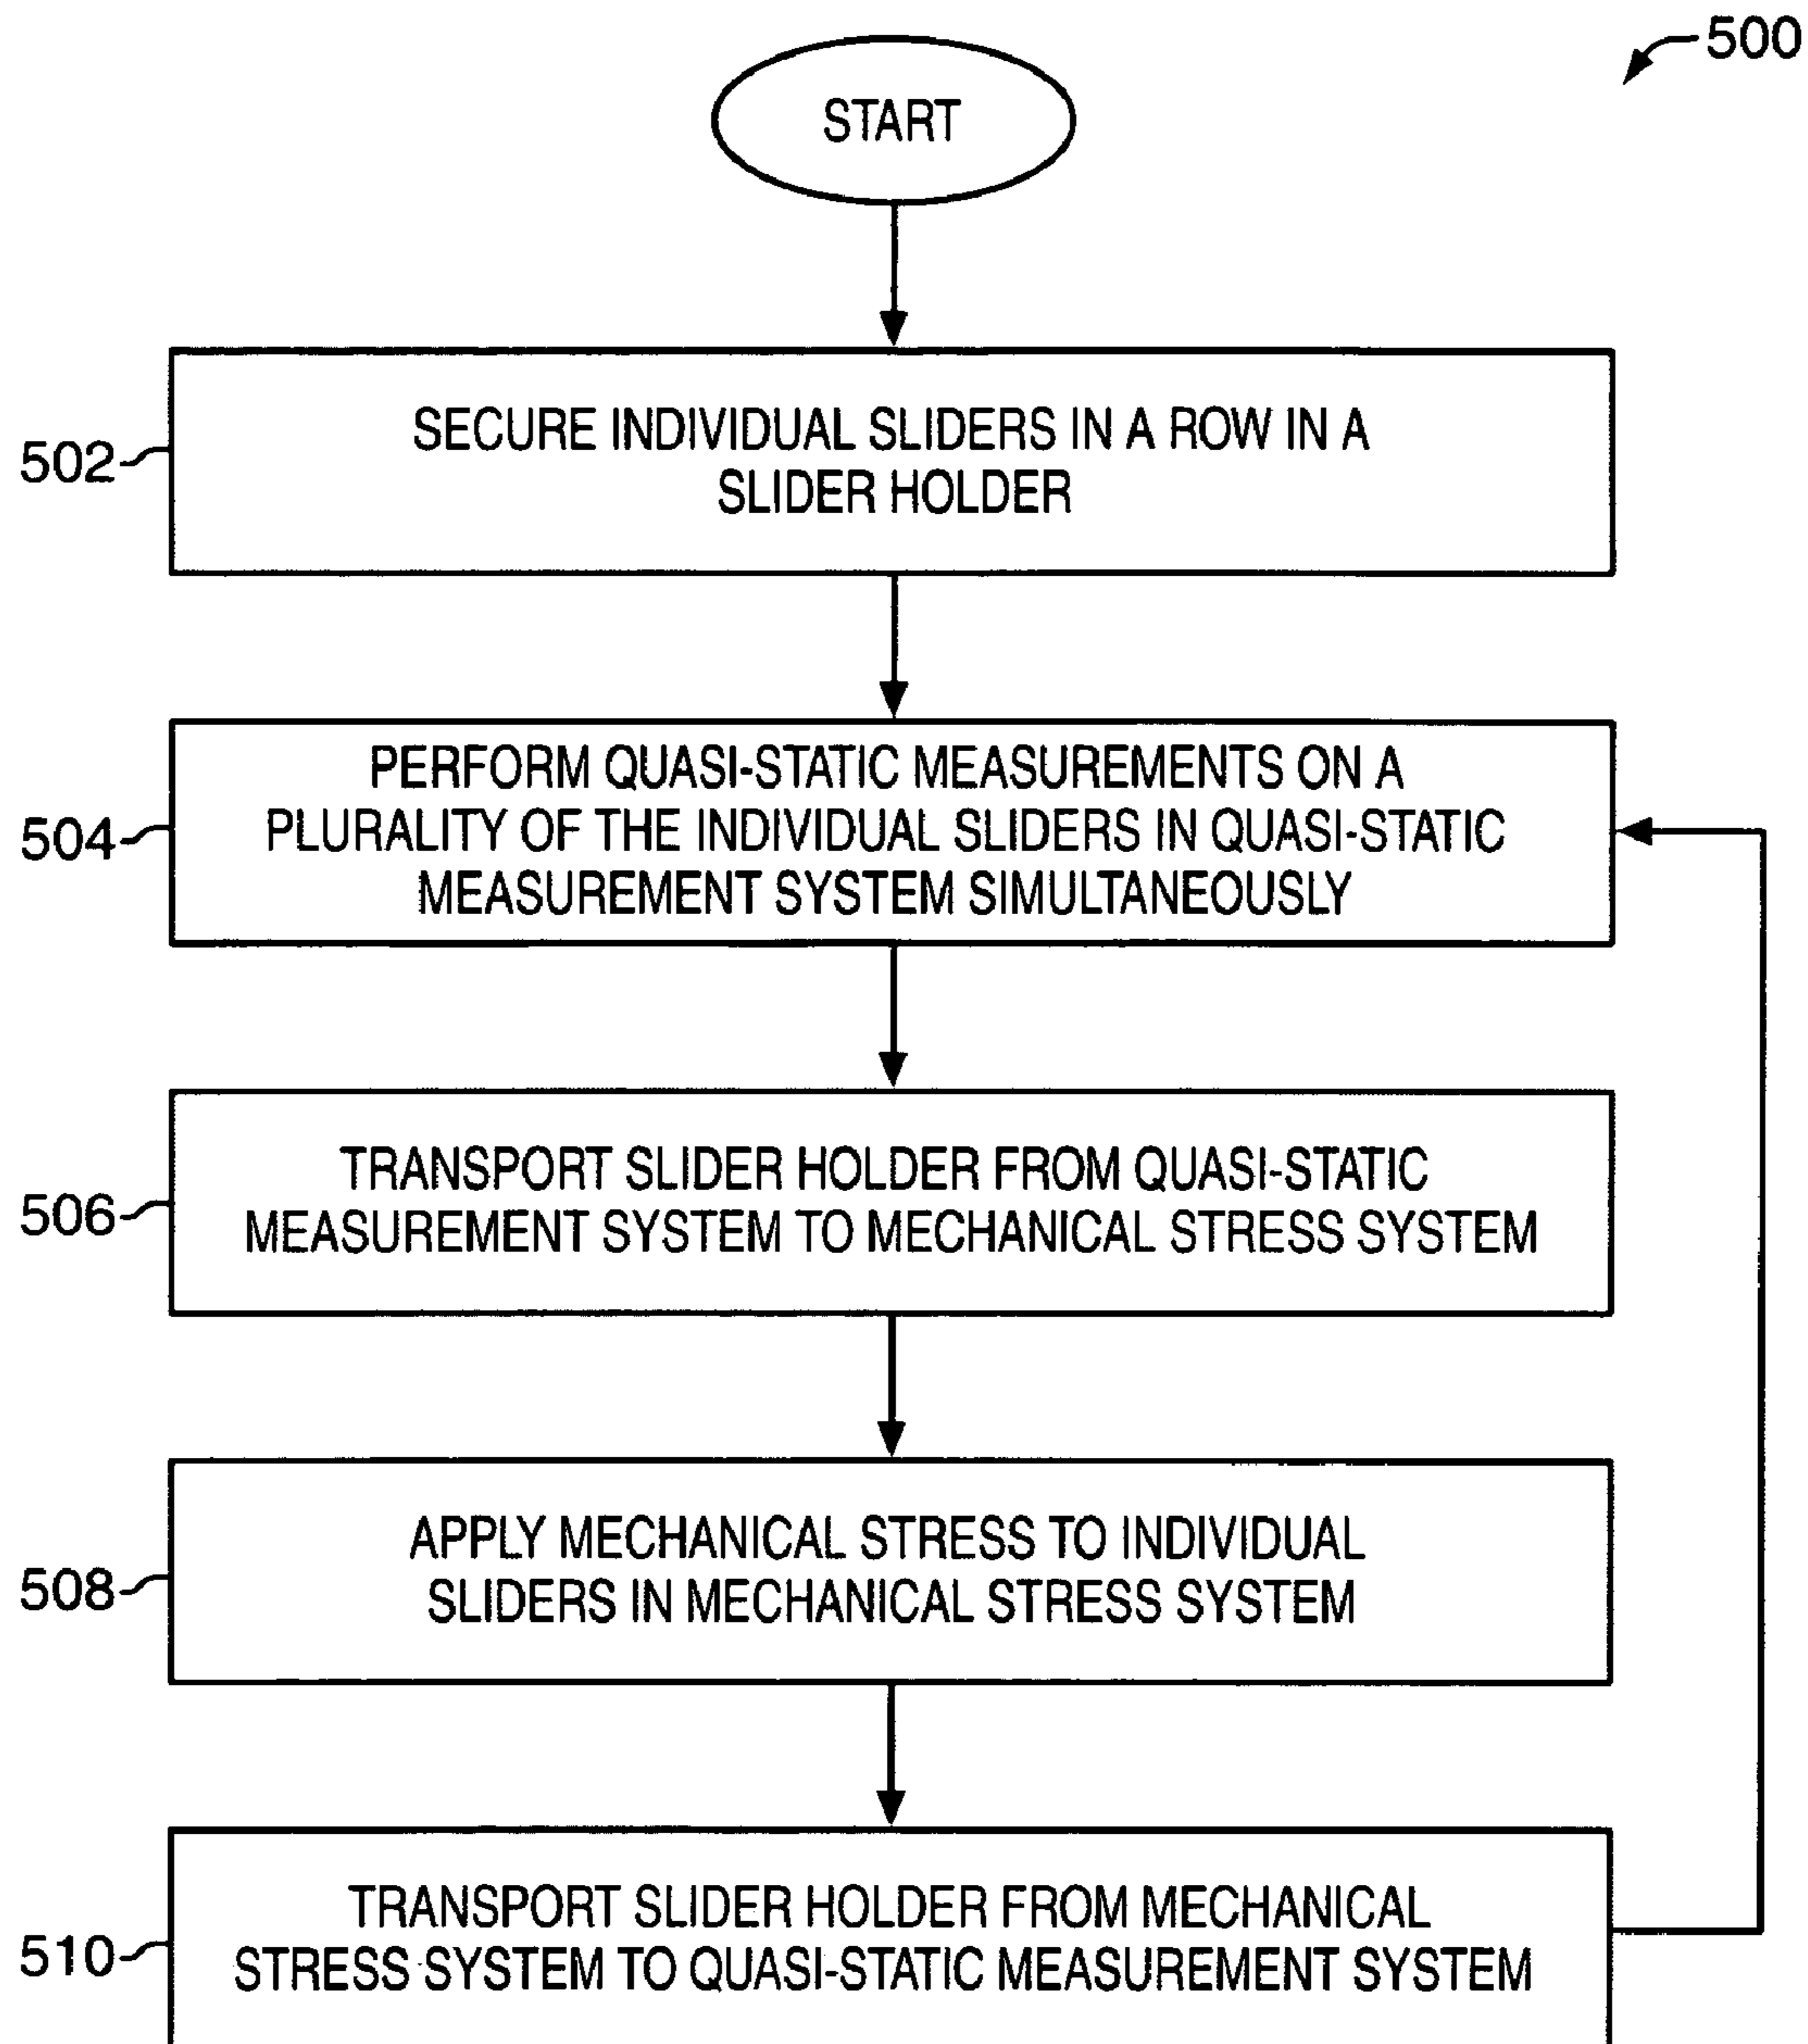 500
START
502
SECURE INDIVIDUAL SLIDERS IN A ROW IN A
SLIDER HOLDER
504
PERFORM QUASI-STATIC MEASUREMENTS ON A
PLURALITY OF THE INDIVIDUAL SLIDERS IN QUASI-STATIC
MEASUREMENT SYSTEM SIMULTANEOUSLY
506
TRANSPORT SLIDER HOLDER FROM QUASI-STATIC
MEASUREMENT SYSTEM TO MECHANICAL STRESS SYSTEM
508
APPLY MECHANICAL STRESS TO INDIVIDUAL
SLIDERS IN MECHANICAL STRESS SYSTEM
510
TRANSPORT SLIDER HOLDER FROM MECHANICAL
STRESS SYSTEM TO QUASI-STATIC MEASUREMENT SYSTEM